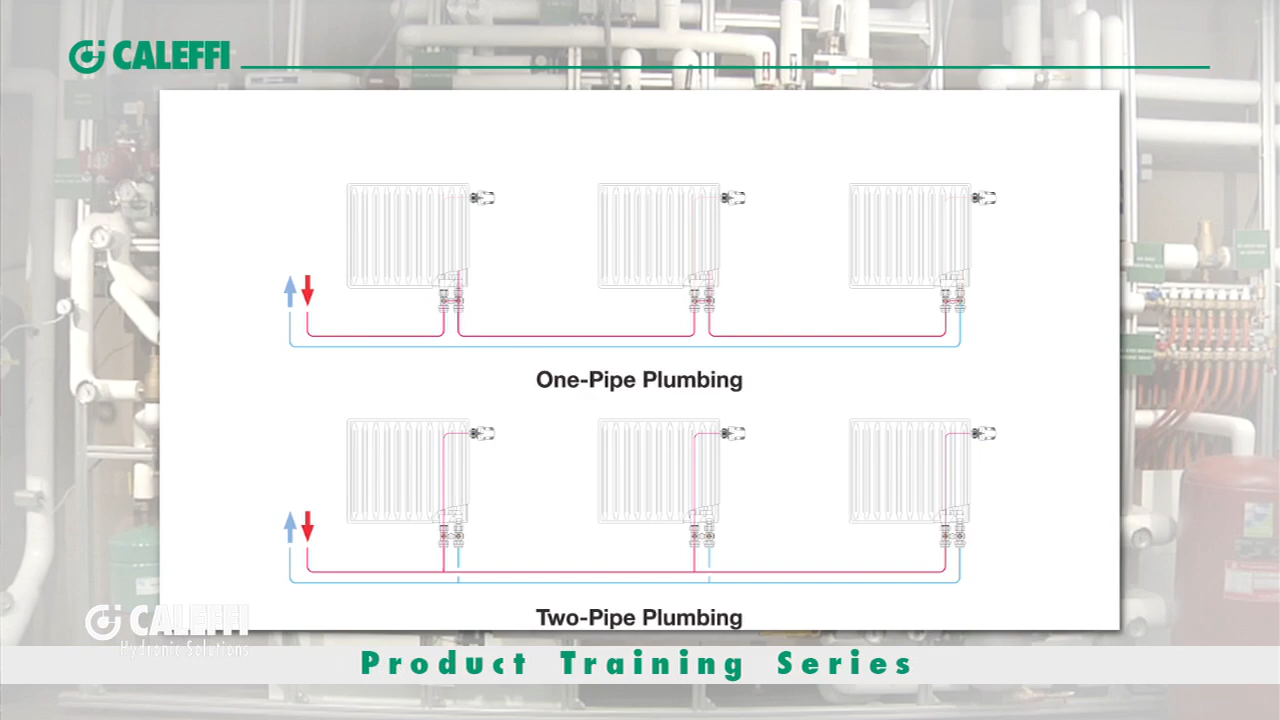 CALEFFI
One-Pipe Plumbing
Two-Pipe Plumbing
CALEFFI
Hydronic Solutions
Product Training Series